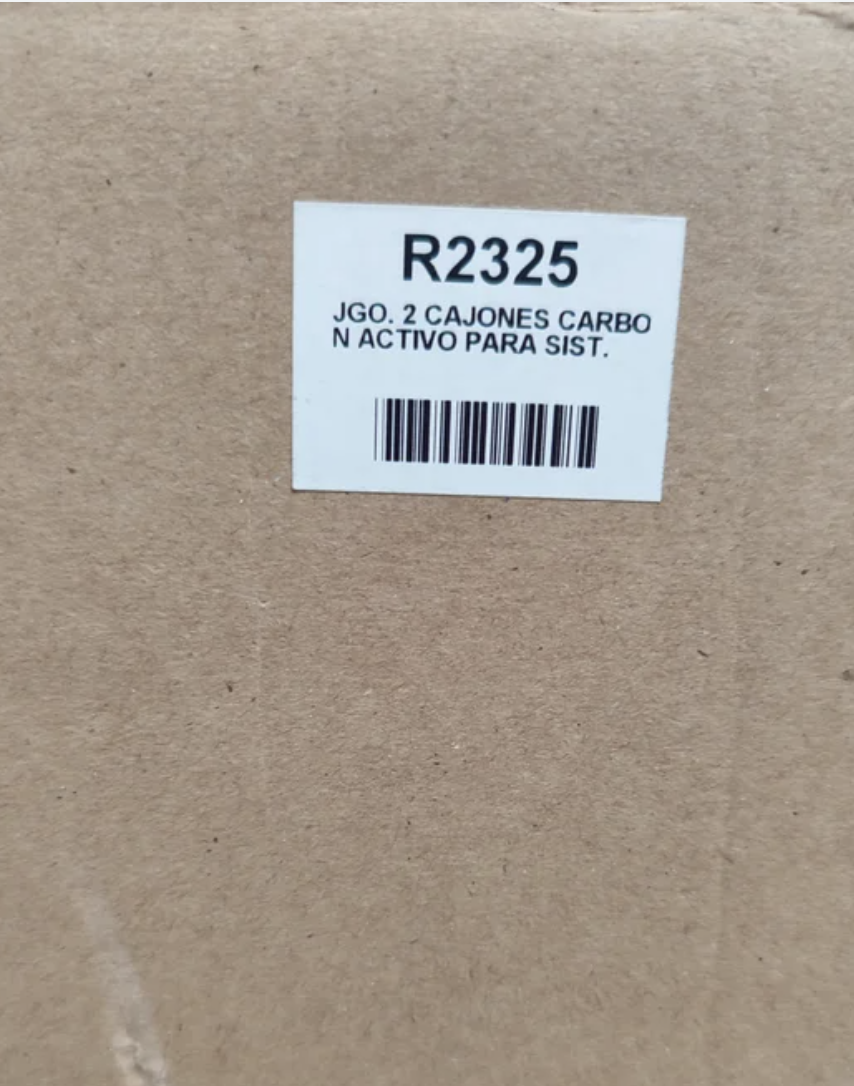 R2325
JGO. 2 CAJONES CARBO
N ACTIVO PARA SIST.